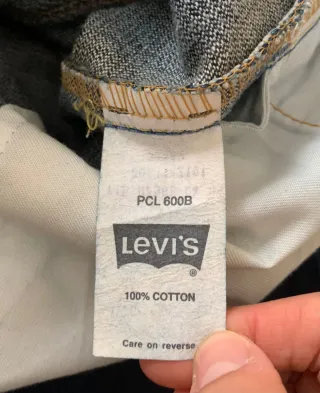 PCL 600B
LEVI'S
®
100% COTTON
Care on reverse